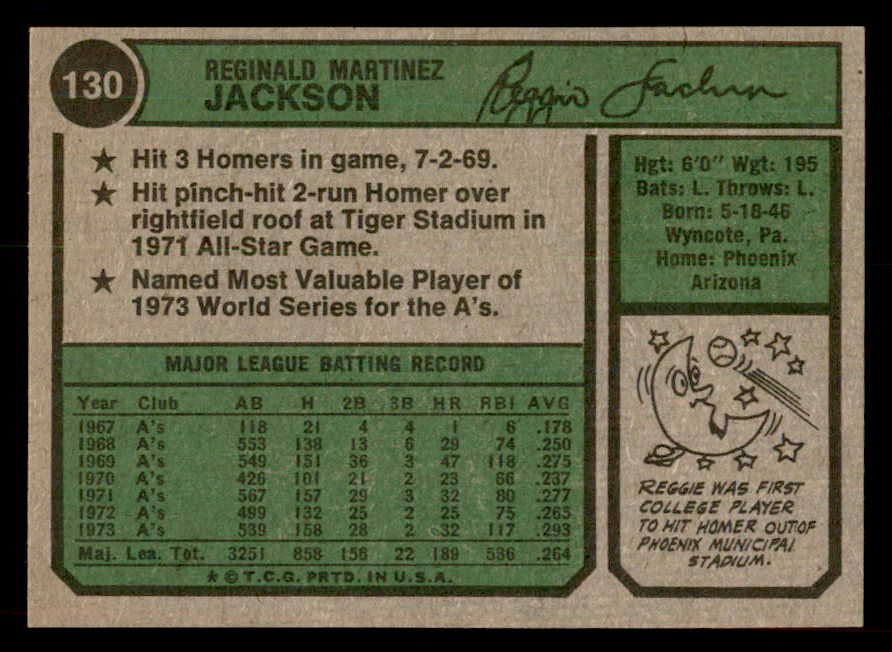 130
REGINALD MARTINEZ
JACKSON
Reggie Jackson
★ Hit 3 Homers in game, 7-2-69.
★ Hit pinch-hit 2-run Homer over
rightfield roof at Tiger Stadium in
1971 All-Star Game.
★ Named Most Valuable Player of
1973 World Series for the A's.
Hgt: 6'0" Wgt: 195
Bats: L. Throws: L.
Born: 5-18-46
Wyncote, Pa.
Home: Phoenix
Arizona
MAJOR LEAGUE BATTING RECORD
Year Club AB H 2B 3B HR RBI AVG
1967 A's 118 21 4 4 1 6 .178
1968 A's 553 138 13 6 29 74 .250
1969 A's 549 151 36 3 47 118 .275
1970 A's 426 101 21 2 23 66 .237
1971 A's 567 157 29 3 32 80 .277
1972 A's 499 132 25 2 25 75 .265
1973 A's 539 158 28 2 32 117 .293
Maj. Lea. Tot. 3251 858 156 22 189 536 .264
★ © T.C.G. PRTD. IN U.S.A.
REGGIE WAS FIRST
COLLEGE PLAYER
TO HIT HOMER OUT OF
PHOENIX MUNICIPAL
STADIUM.